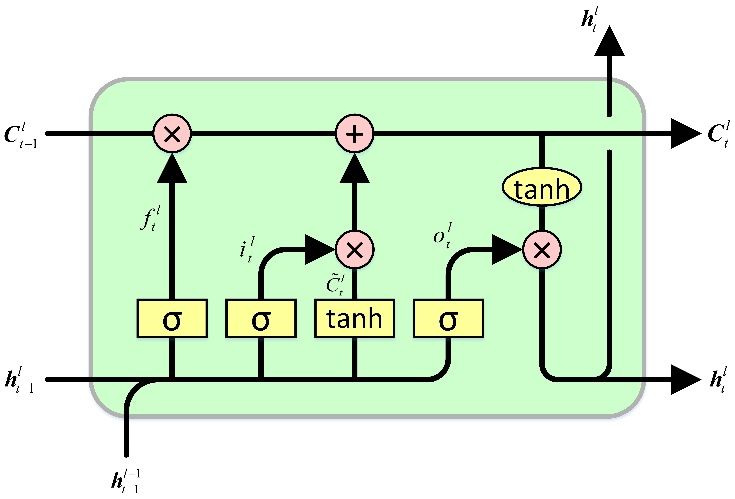 h_t^l
C_{t-1}^l × + C_t^l
tanh
f_t^l i_t^l × o_t^l ×
C̃_t^l
σ σ tanh σ
h_{t-1}^l h_t^l
h_{t-1}^{l-1}